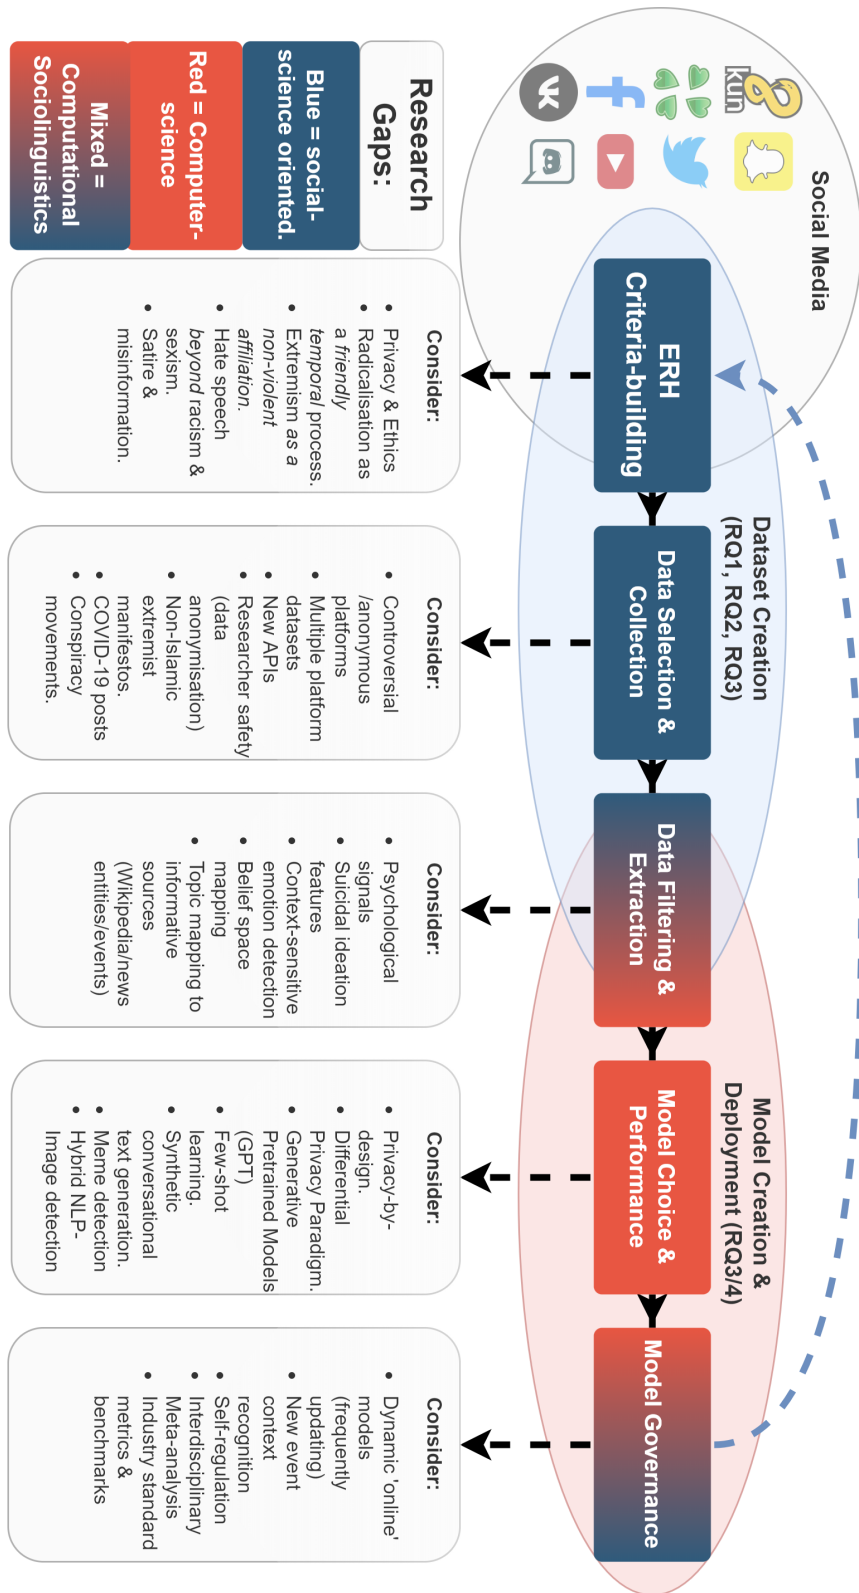 Social Media
8
kun
Dataset Creation
(RQ1, RQ2, RQ3)
Model Creation &
Deployment (RQ3/4)
ERH
Criteria-building
Data Selection &
Collection
Data Filtering &
Extraction
Model Choice &
Performance
Model Governance
Research
Gaps:
Blue = social-
science oriented.
Red = Computer-
science
Mixed =
Computational
Sociolinguistics
Consider:
• Privacy & Ethics
• Radicalisation as
a friendly
temporal process.
• Extremism as a
non-violent
affiliation.
• Hate speech
beyond racism &
sexism.
• Satire &
misinformation.
Consider:
• Controversial
/anonymous
platforms
• Multiple platform
datasets
• New APIs
• Researcher safety
(data
anonymisation)
• Non-Islamic
extremist
manifestos.
• COVID-19 posts
• Conspiracy
movements.
Consider:
• Psychological
signals
• Suicidal ideation
features
• Context-sensitive
emotion detection
• Belief space
mapping
• Topic mapping to
informative
sources
(Wikipedia/news
entities/events)
Consider:
• Privacy-by-
design.
• Differential
Privacy Paradigm.
• Generative
Pretrained Models
(GPT)
• Few-shot
learning.
• Synthetic
conversational
text generation.
• Meme detection
• Hybrid NLP-
Image detection
Consider:
• Dynamic 'online'
models
(frequently
updating)
• New event
context
recognition
• Self-regulation
• Interdisciplinary
Meta-analysis
• Industry standard
metrics &
benchmarks